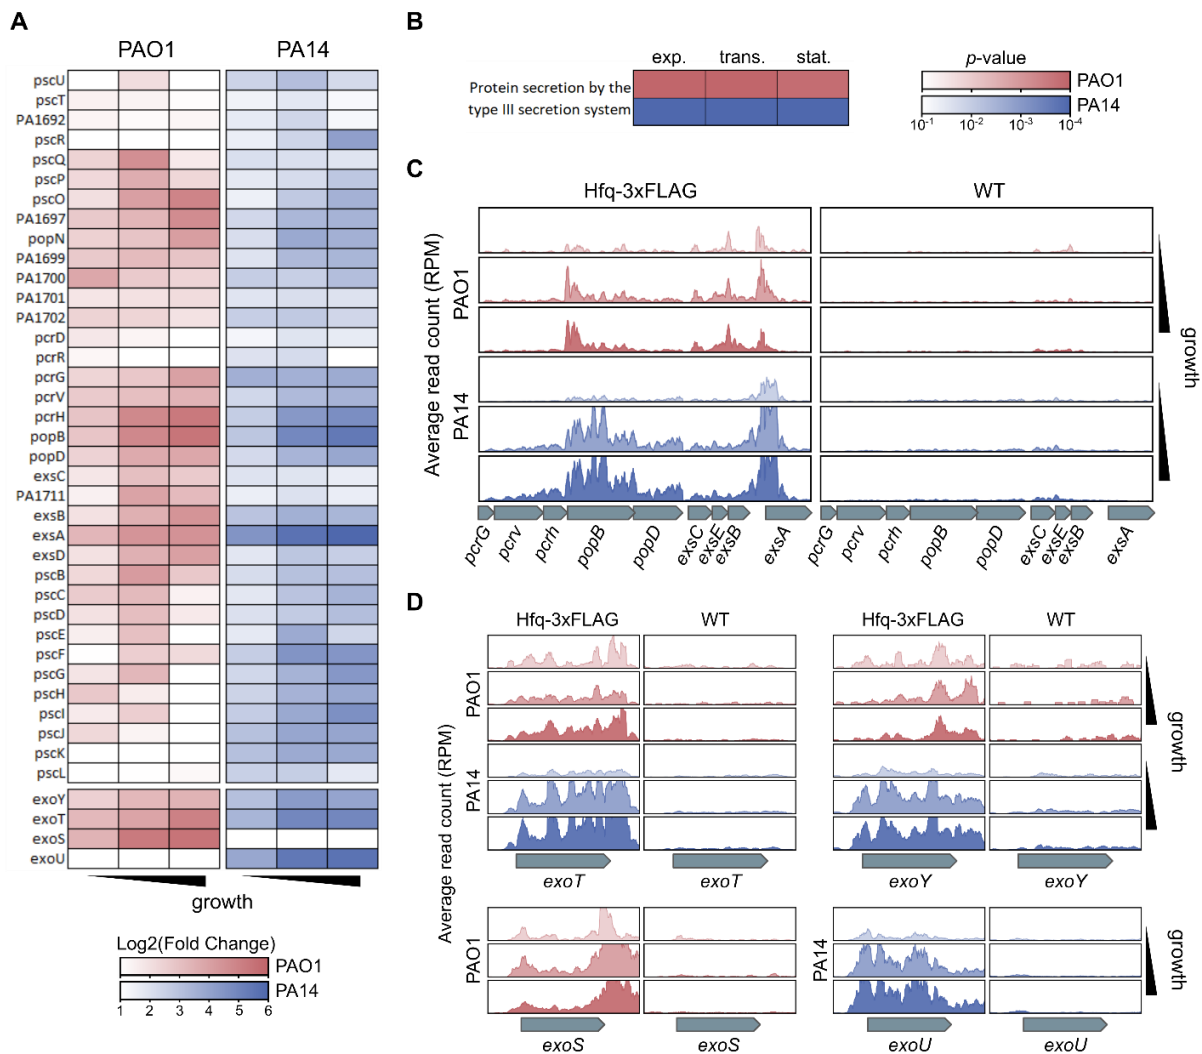 A
PAO1 PA14
pscU
pscT
PA1692
pscR
pscQ
pscP
pscO
PA1697
popN
PA1699
PA1700
PA1701
PA1702
pcrD
pcrR
pcrG
pcrV
pcrH
popB
popD
exsC
PA1711
exsB
exsA
exsD
pscB
pscC
pscD
pscE
pscF
pscG
pscH
pscI
pscJ
pscK
pscL
exoY
exoT
exoS
exoU
growth
Log2(Fold Change)
PAO1
PA14
1 2 3 4 5 6
B
exp. trans. stat.
Protein secretion by the
type III secretion system
p-value
PAO1
PA14
10-1 10-2 10-3 10-4
C
Hfq-3xFLAG WT
Average read count (RPM)
PAO1
PA14
growth
pcrG pcrv pcrh popB popD exsC exsE exsB exsA
pcrG pcrv pcrh popB popD exsC exsE exsB exsA
D
Hfq-3xFLAG WT Hfq-3xFLAG WT
Average read count (RPM)
PAO1
PA14
PAO1
PA14
growth
growth
exoT exoT exoY exoY
PAO1
PA14
growth
exoS exoS exoU exoU